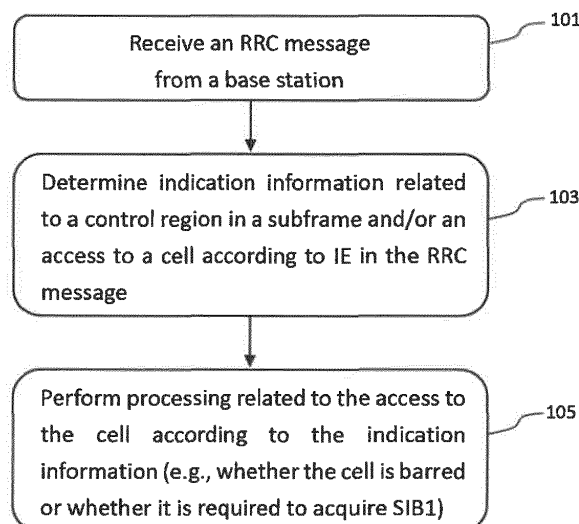 Receive an RRC message
from a base station
101
Determine indication information related
to a control region in a subframe and/or an
access to a cell according to IE in the RRC
message
103
Perform processing related to the access to
the cell according to the indication
information (e.g., whether the cell is barred
or whether it is required to acquire SIB1)
105